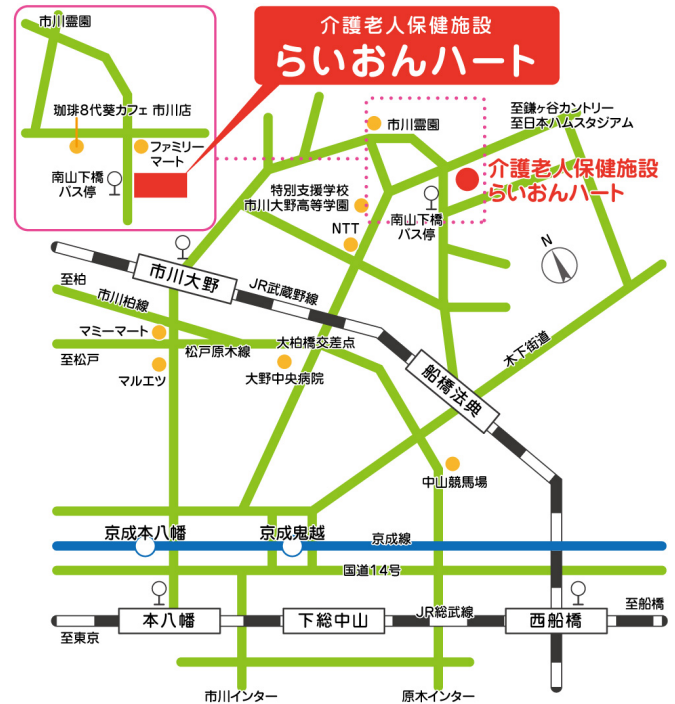 市川霊園
珈琲8代葵カフェ 市川店
ファミリー
マート
南山下橋
バス停
介護老人保健施設
らいおんハート
市川霊園
至鎌ヶ谷カントリー
至日本ハムスタジアム
介護老人保健施設
らいおんハート
特別支援学校
市川大野高等学園
NTT
南山下橋
バス停
N
市川大野
JR武蔵野線
至柏
市川柏線
マミーマート
至松戸
松戸原木線
大柏橋交差点
マルエツ
大野中央病院
木下街道
船橋法典
中山競馬場
京成本八幡
京成鬼越
京成線
国道14号
本八幡
下総中山
JR総武線
西船橋
至船橋
至東京
市川インター
原木インター